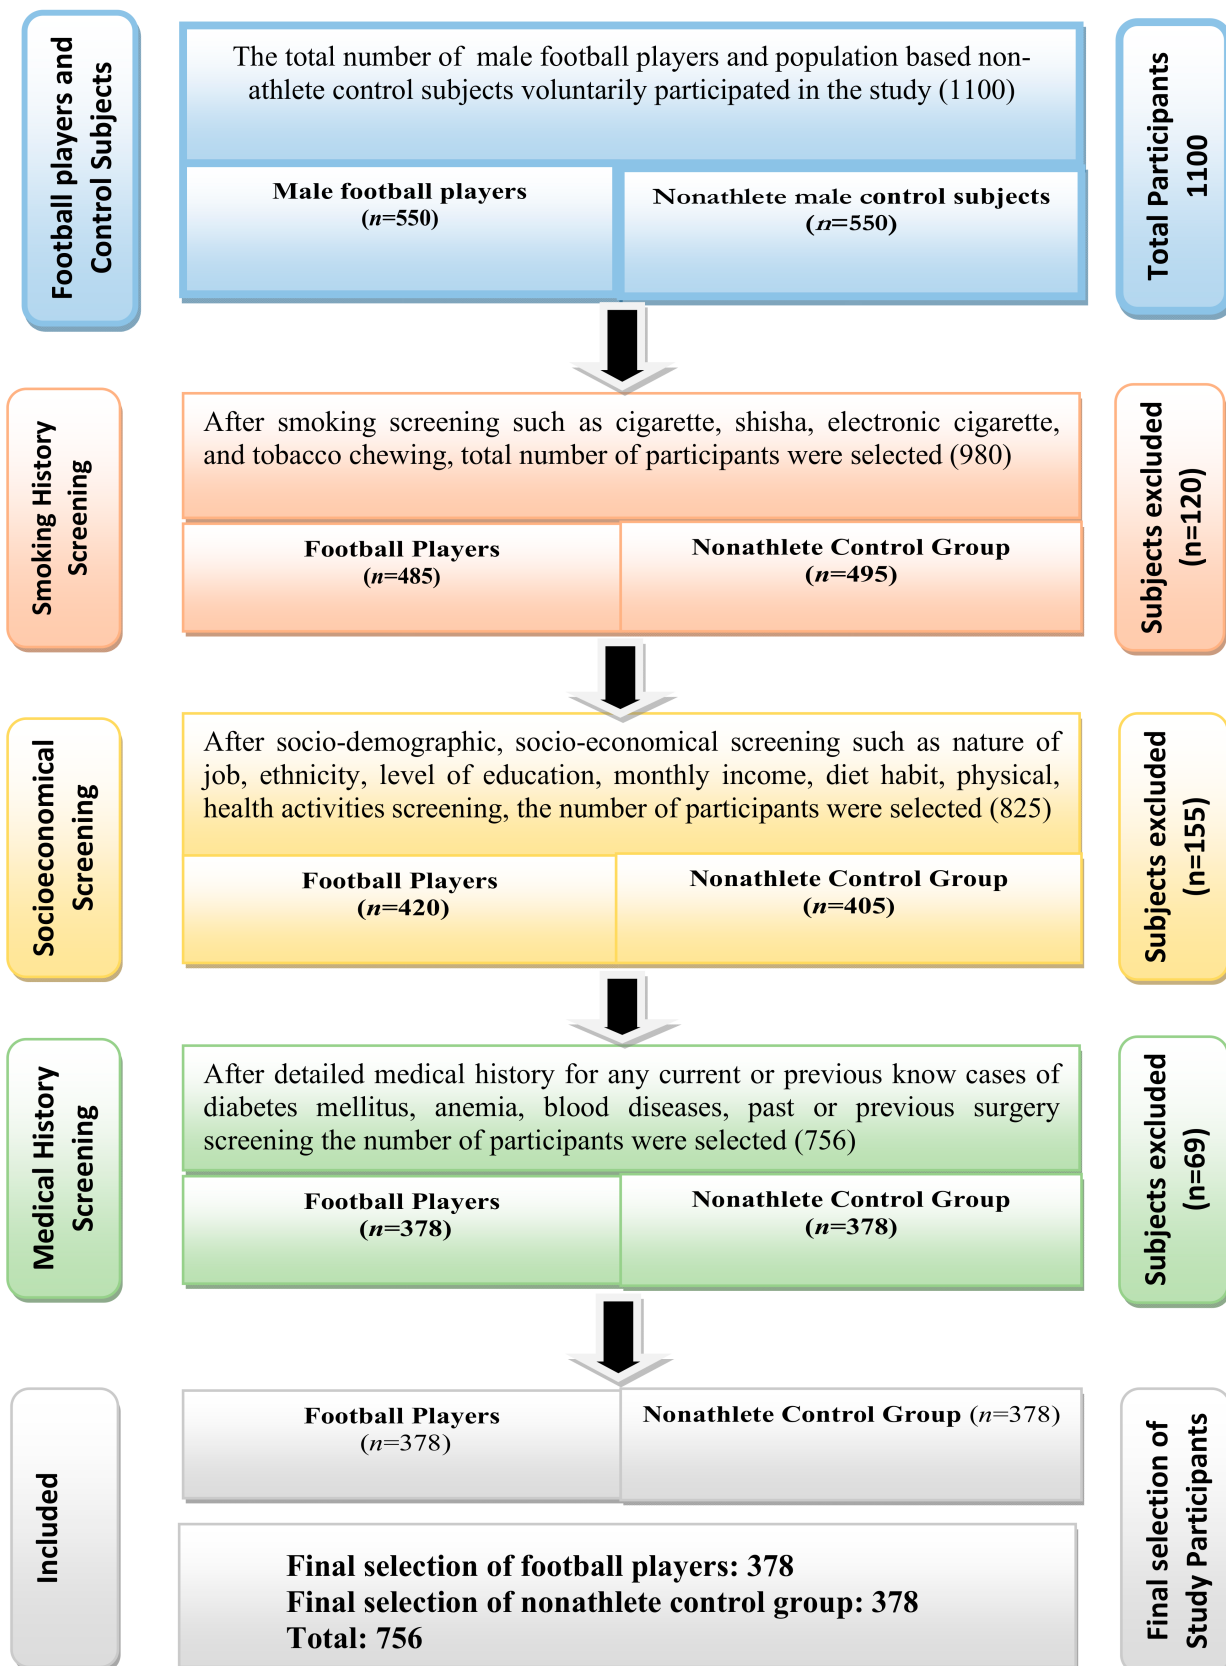 Football players and
Control Subjects
The total number of  male football players and population based non-
athlete control subjects voluntarily participated in the study (1100)
Male football players
(n=550)
Nonathlete male control subjects
(n=550)
Total Participants
1100
Smoking History
Screening
After smoking screening such as cigarette, shisha, electronic cigarette,
and tobacco chewing, total number of participants were selected (980)
Football Players
(n=485)
Nonathlete Control Group
(n=495)
Subjects excluded
(n=120)
Socioeconomical
Screening
After socio-demographic, socio-economical screening such as nature of
job, ethnicity, level of education, monthly income, diet habit, physical,
health activities screening, the number of participants were selected (825)
Football Players
(n=420)
Nonathlete Control Group
(n=405)
Subjects excluded
(n=155)
Medical History
Screening
After detailed medical history for any current or previous know cases of
diabetes mellitus, anemia, blood diseases, past or previous surgery
screening the number of participants were selected (756)
Football Players
(n=378)
Nonathlete Control Group
(n=378)
Subjects excluded
(n=69)
Included
Football Players
(n=378)
Nonathlete Control Group (n=378)
Final selection of football players: 378
Final selection of nonathlete control group: 378
Total: 756
Final selection of
Study Participants